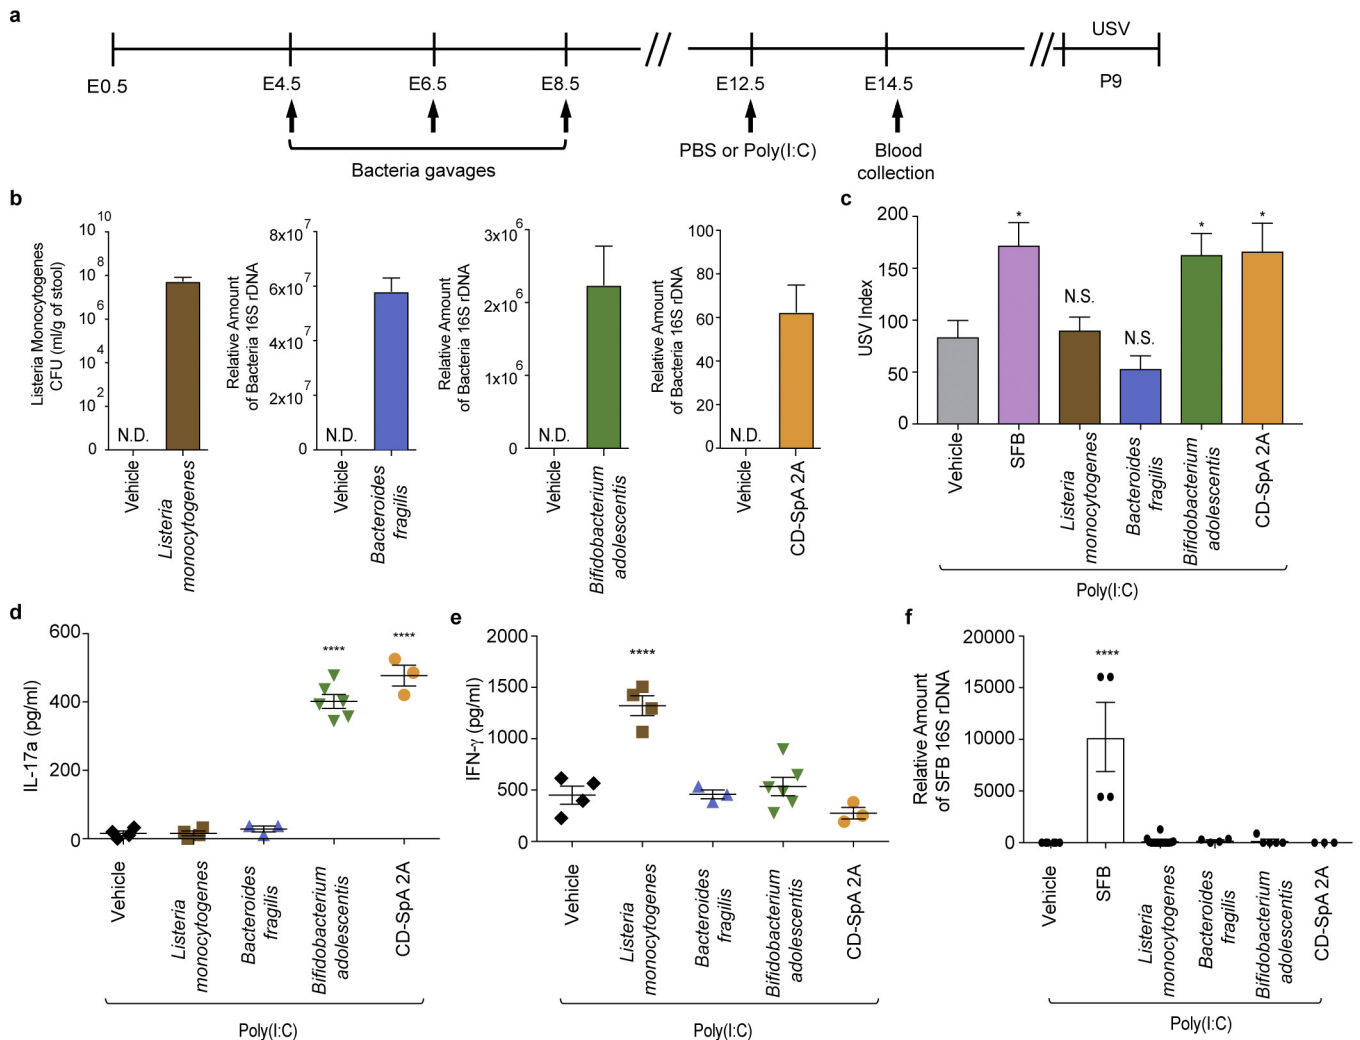 a
USV
E0.5
E4.5
E6.5
E8.5
E12.5
E14.5
P9
Bacteria gavages
PBS or Poly(I:C)
Blood
collection
b
Listeria Monocytogenes
CFU (ml/g of stool)
10 10
10 8
10 6
10 4
10 2
0
N.D.
Vehicle
Listeria
monocytogenes
Relative Amount
of Bacteria 16S rDNA
8x10 7
6x10 7
4x10 7
2x10 7
0
N.D.
Vehicle
Bacteroides
fragilis
Relative Amount
of Bacteria 16S rDNA
3x10 6
2x10 6
1x10 6
0
N.D.
Vehicle
Bifidobacterium
adolescentis
Relative Amount
of Bacteria 16S rDNA
100
80
60
40
20
0
N.D.
Vehicle
CD-SpA 2A
c
USV Index
200
150
100
50
0
*
N.S.
N.S.
*
*
Vehicle
SFB
Listeria
monocytogenes
Bacteroides
fragilis
Bifidobacterium
adolescentis
CD-SpA 2A
Poly(I:C)
d
IL-17a (pg/ml)
600
400
200
0
****
****
Vehicle
Listeria
monocytogenes
Bacteroides
fragilis
Bifidobacterium
adolescentis
CD-SpA 2A
Poly(I:C)
e
IFN-γ (pg/ml)
2000
1500
1000
500
0
****
Vehicle
Listeria
monocytogenes
Bacteroides
fragilis
Bifidobacterium
adolescentis
CD-SpA 2A
Poly(I:C)
f
Relative Amount
of SFB 16S rDNA
20000
15000
10000
5000
0
****
Vehicle
SFB
Listeria
monocytogenes
Bacteroides
fragilis
Bifidobacterium
adolescentis
CD-SpA 2A
Poly(I:C)